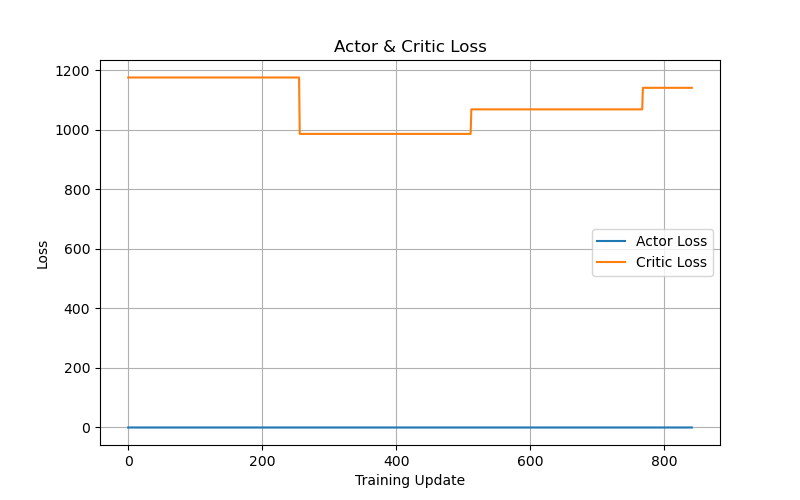 Actor & Critic Loss
1200
1000
800
600
400
200
0
Loss
Actor Loss
Critic Loss
0 200 400 600 800
Training Update